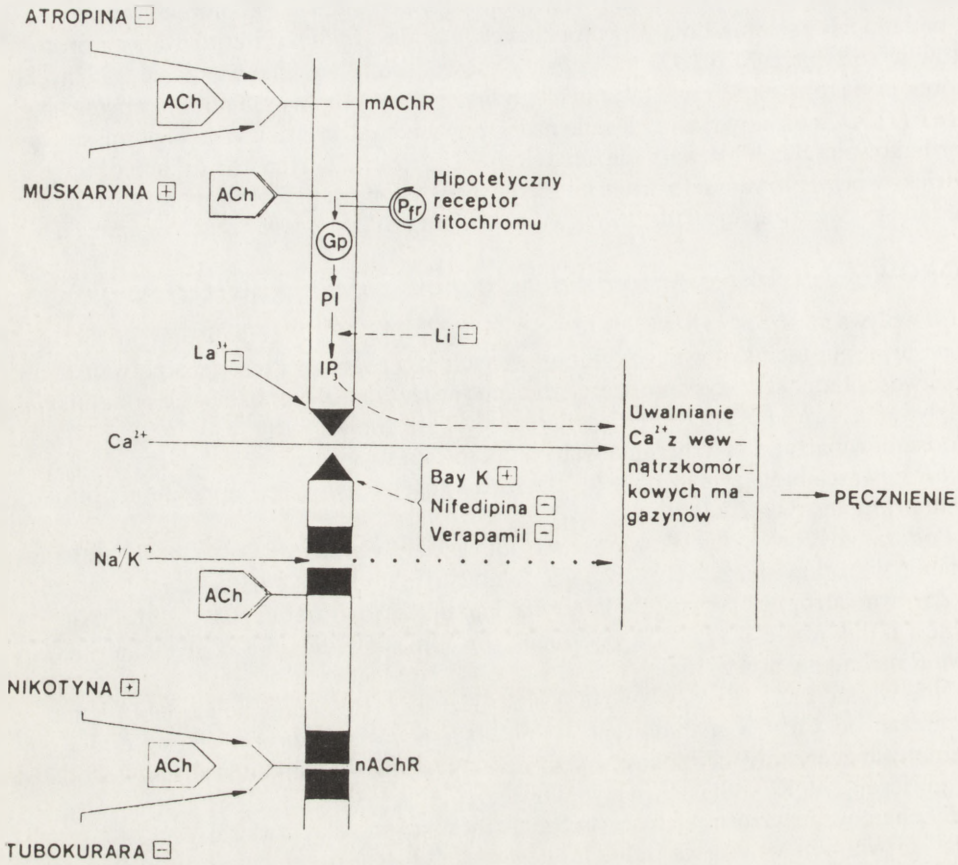 ATROPINA [-]
ACh
mAChR
MUSKARYNA [+]
ACh
Hipotetyczny
receptor
fitochromu
Pfr
Gp
PI
Li [-]
La³⁺ [-]
IP₃
Ca²⁺
Uwalnianie
Ca²⁺ z wew-
nątrzkomór-
kowych ma-
gazynów
PĘCZNIENIE
Bay K [+]
Nifedipina [-]
Verapamil [-]
Na⁺/K⁺
ACh
NIKOTYNA [+]
ACh
nAChR
TUBOKURARA [-]